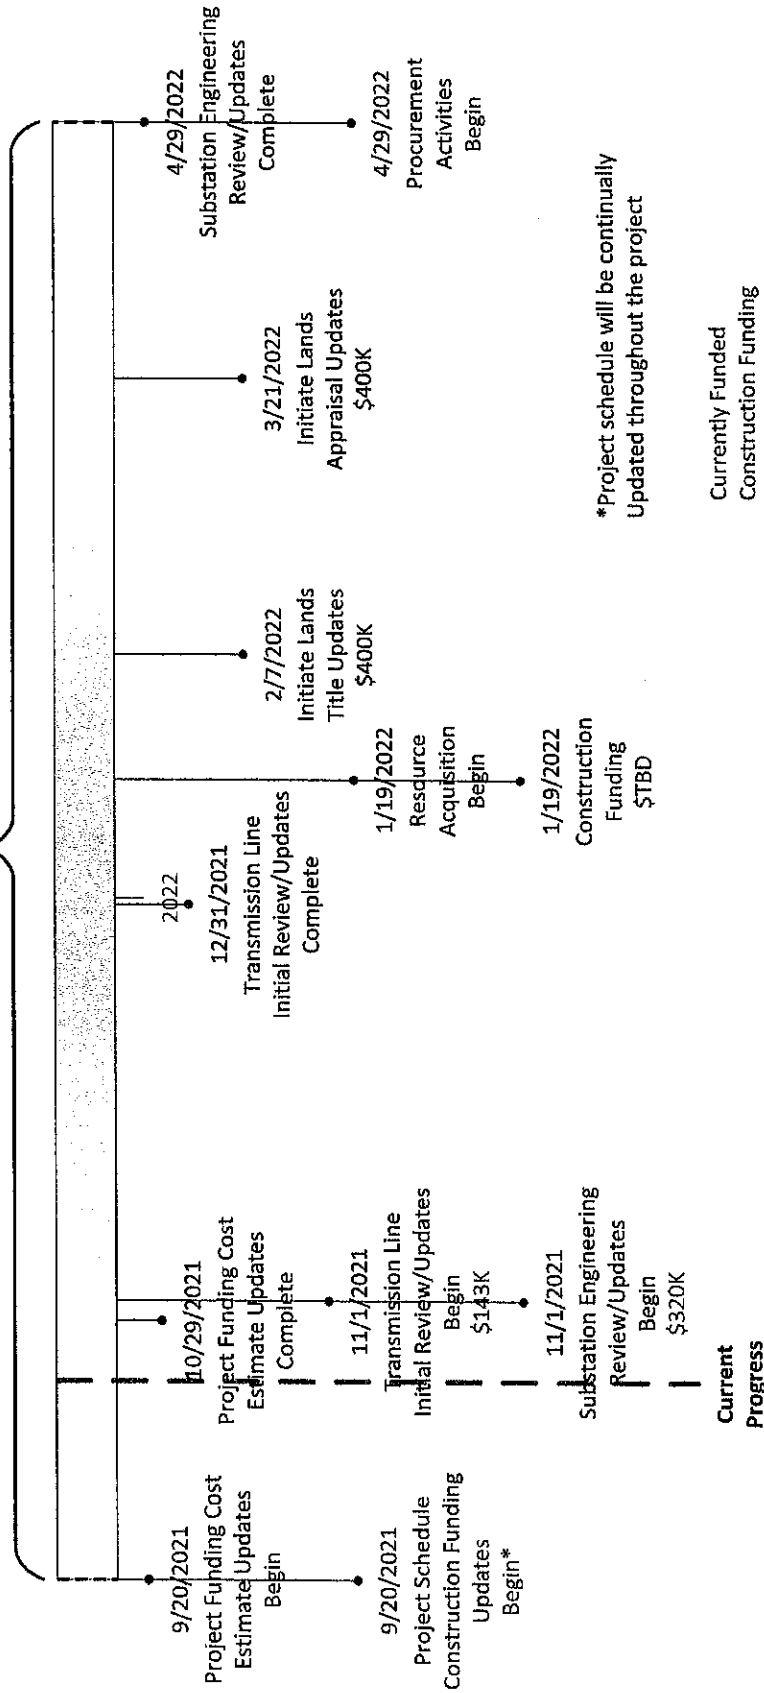 9/20/2021
Project Funding Cost
Estimate Updates
Begin
9/20/2021
Project Schedule
Construction Funding
Updates
Begin*
10/29/2021
Project Funding Cost
Estimate Updates
Complete
11/1/2021
Transmission Line
Initial Review/Updates
Begin
$143K
11/1/2021
Substation Engineering
Review/Updates
Begin
$320K
Current
Progress
2022
12/31/2021
Transmission Line
Initial Review/Updates
Complete
1/19/2022
Resource
Acquisition
Begin
1/19/2022
Construction
Funding
$TBD
2/7/2022
Initiate Lands
Title Updates
$400K
3/21/2022
Initiate Lands
Appraisal Updates
$400K
4/29/2022
Substation Engineering
Review/Updates
Complete
4/29/2022
Procurement
Activities
Begin
*Project schedule will be continually
Updated throughout the project
Currently Funded
Construction Funding